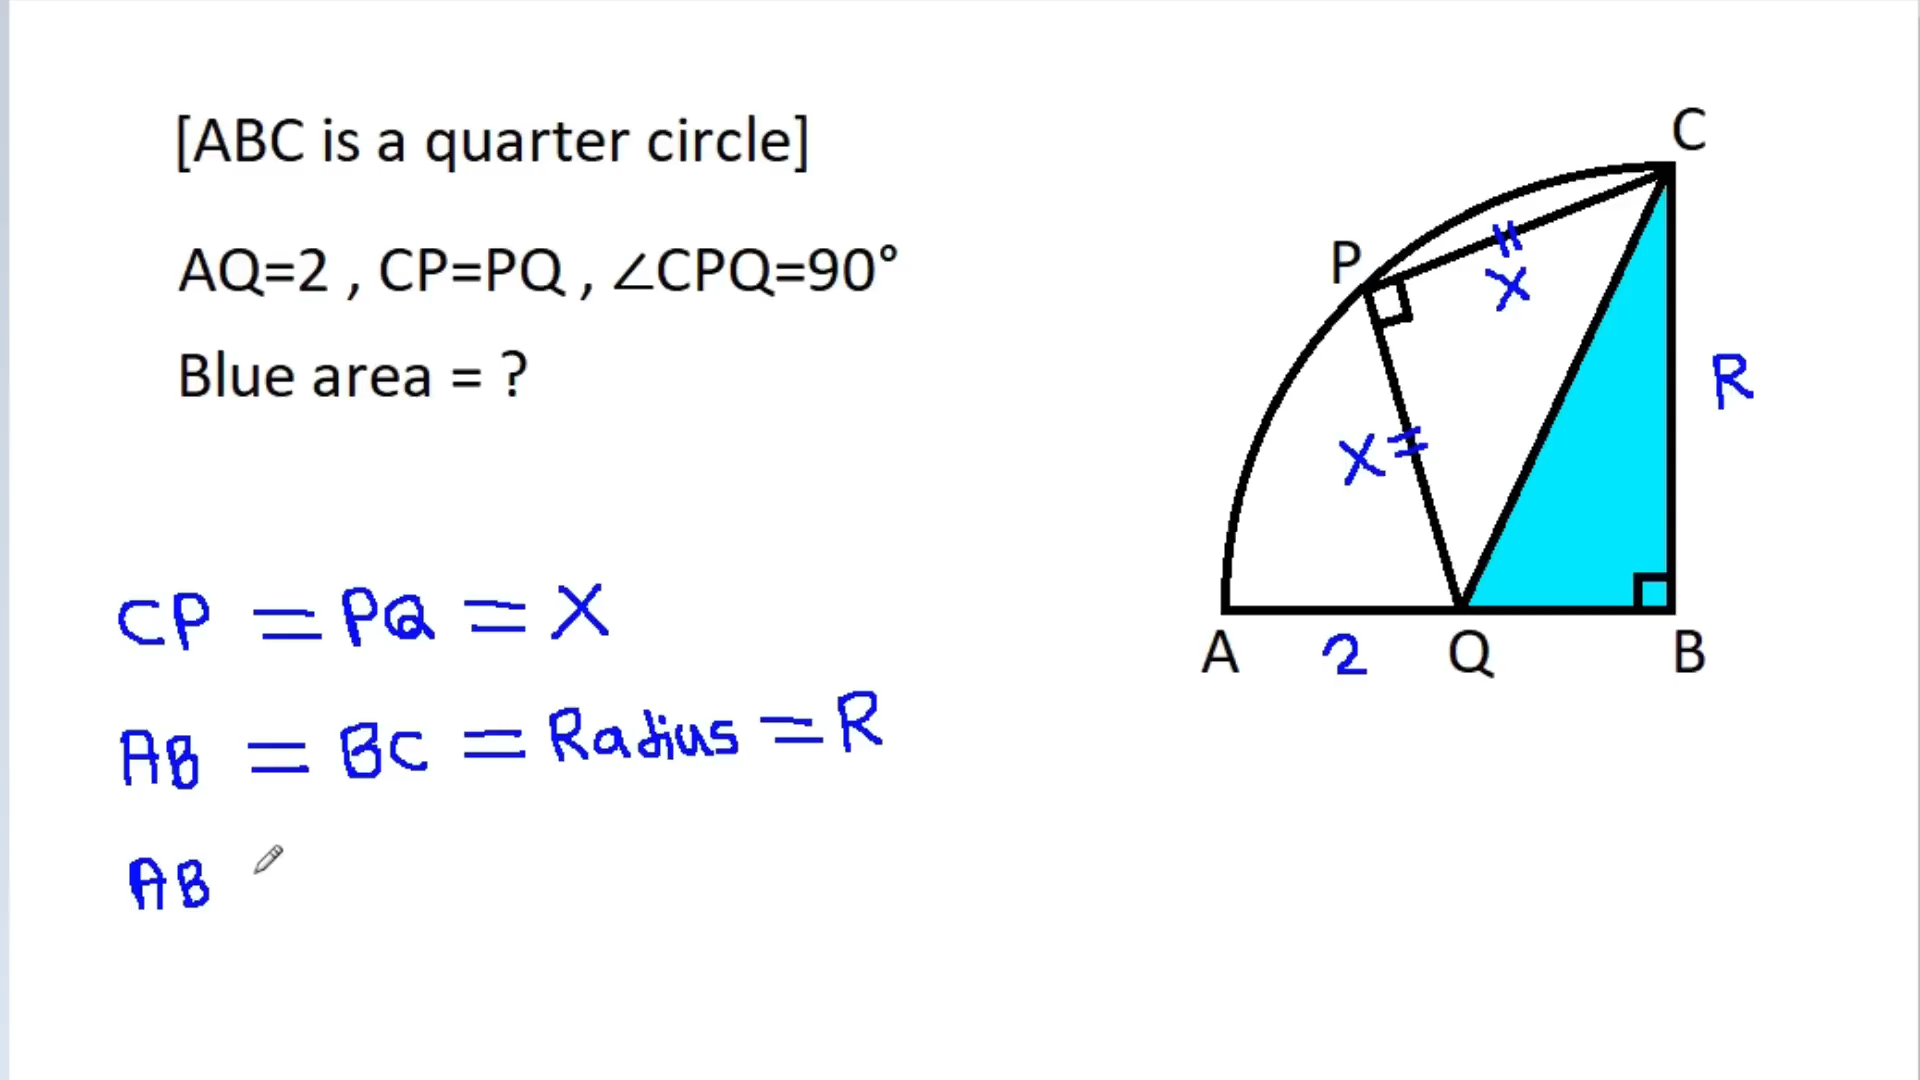 [ABC is a quarter circle]
AQ=2 , CP=PQ , ∠CPQ=90°
Blue area = ?
CP = PQ = X
AB = BC = Radius = R
AB
C
P
X
R
X
A
2
Q
B